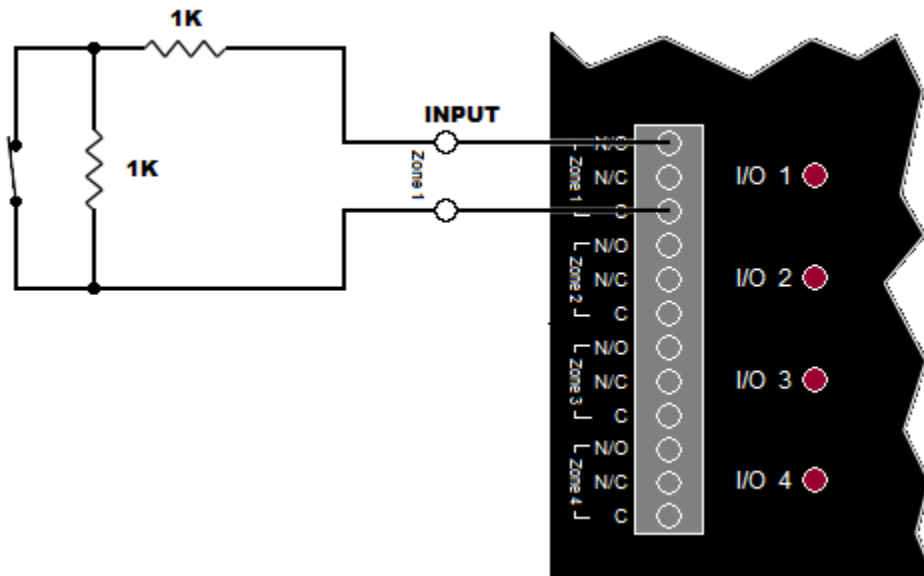 1K
1K
INPUT
Zone 1
N/O
N/C
C
Zone 1
I/O 1
N/O
N/C
C
Zone 2
I/O 2
N/O
N/C
C
Zone 3
I/O 3
N/O
N/C
C
Zone 4
I/O 4